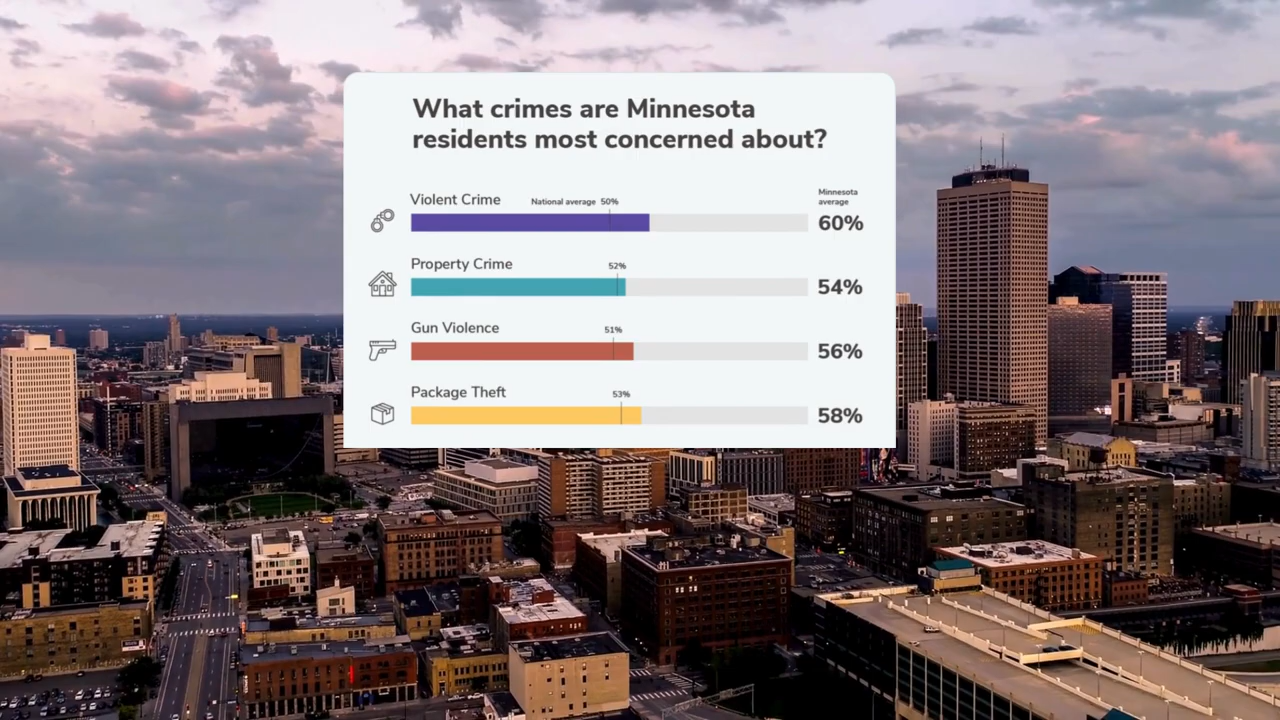 What crimes are Minnesota
residents most concerned about?
Minnesota
average
Violent Crime National average 50%
60%
Property Crime 52%
54%
Gun Violence 51%
56%
Package Theft 53%
58%